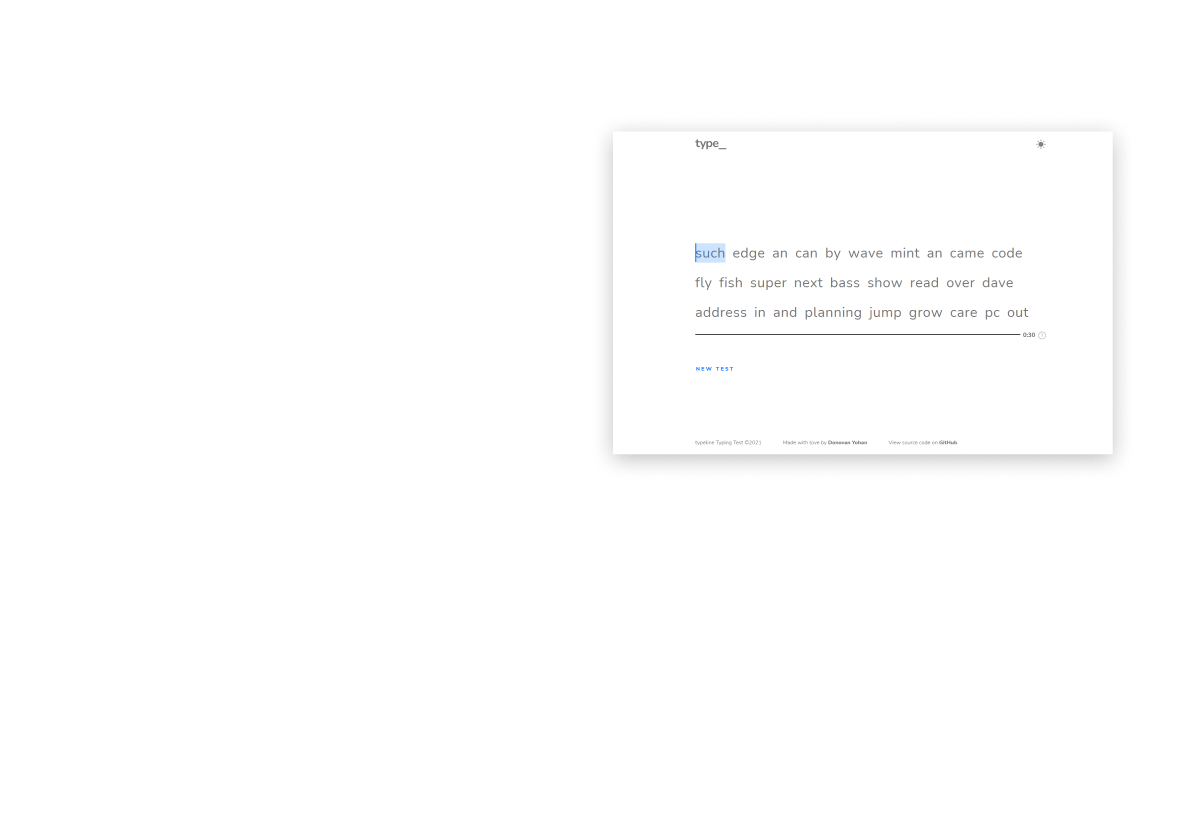 type_
such edge an can by wave mint an came code
fly fish super next bass show read over dave
address in and planning jump grow care pc out
0:30
NEW TEST
typeline Typing Test ©2021 Made with love by Donovan Yohan View source code on GitHub